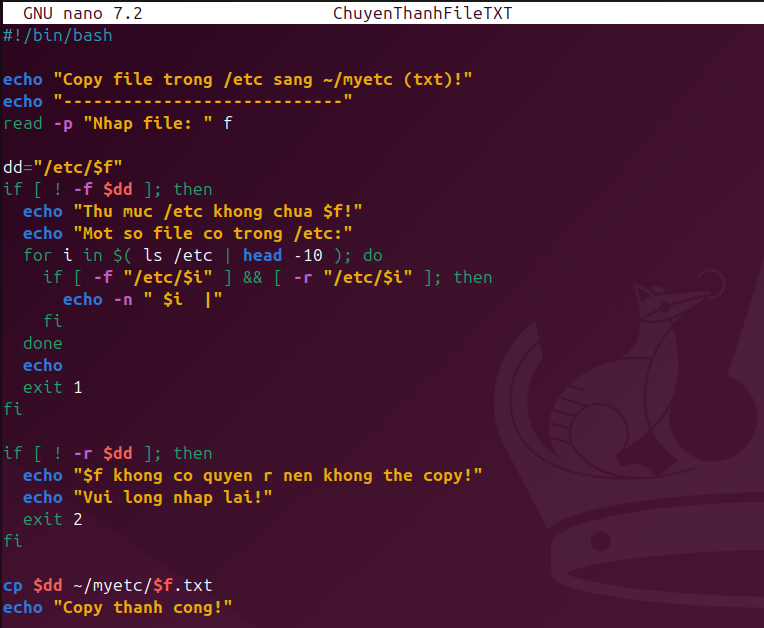 GNU nano 7.2 ChuyenThanhFileTXT
#!/bin/bash
echo "Copy file trong /etc sang ~/myetc (txt)!"
echo "----------------------------"
read -p "Nhap file: " f
dd="/etc/$f"
if [ ! -f $dd ]; then
  echo "Thu muc /etc khong chua $f!"
  echo "Mot so file co trong /etc:"
  for i in $( ls /etc | head -10 ); do
    if [ -f "/etc/$i" ] && [ -r "/etc/$i" ]; then
      echo -n " $i  |"
    fi
  done
  echo
  exit 1
fi
if [ ! -r $dd ]; then
  echo "$f khong co quyen r nen khong the copy!"
  echo "Vui long nhap lai!"
  exit 2
fi
cp $dd ~/myetc/$f.txt
echo "Copy thanh cong!"